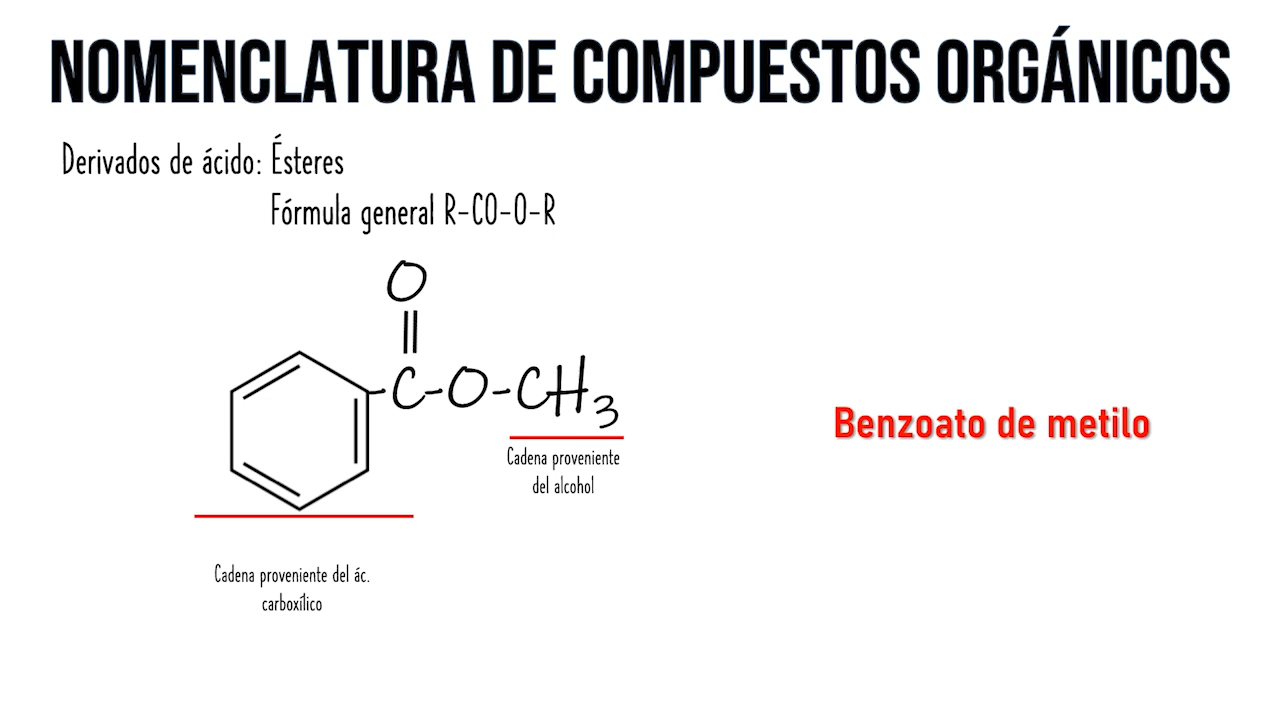 NOMENCLATURA DE COMPUESTOS ORGÁNICOS
Derivados de ácido: Ésteres
Fórmula general R-CO-O-R
O
C-O-CH3
Cadena proveniente
del alcohol
Benzoato de metilo
Cadena proveniente del ác.
carboxílico